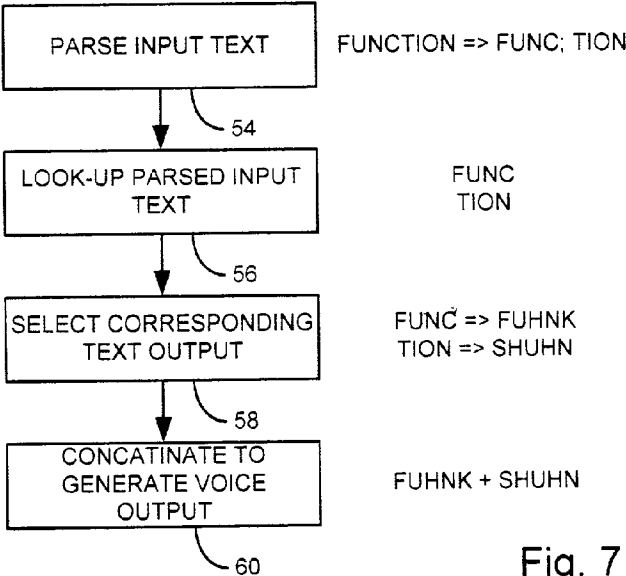 PARSE INPUT TEXT
FUNCTION => FUNC; TION
54
LOOK-UP PARSED INPUT
TEXT
FUNC
TION
56
SELECT CORRESPONDING
TEXT OUTPUT
FUNC => FUHNK
TION => SHUHN
58
CONCATINATE TO
GENERATE VOICE
OUTPUT
FUHNK + SHUHN
60
Fig. 7